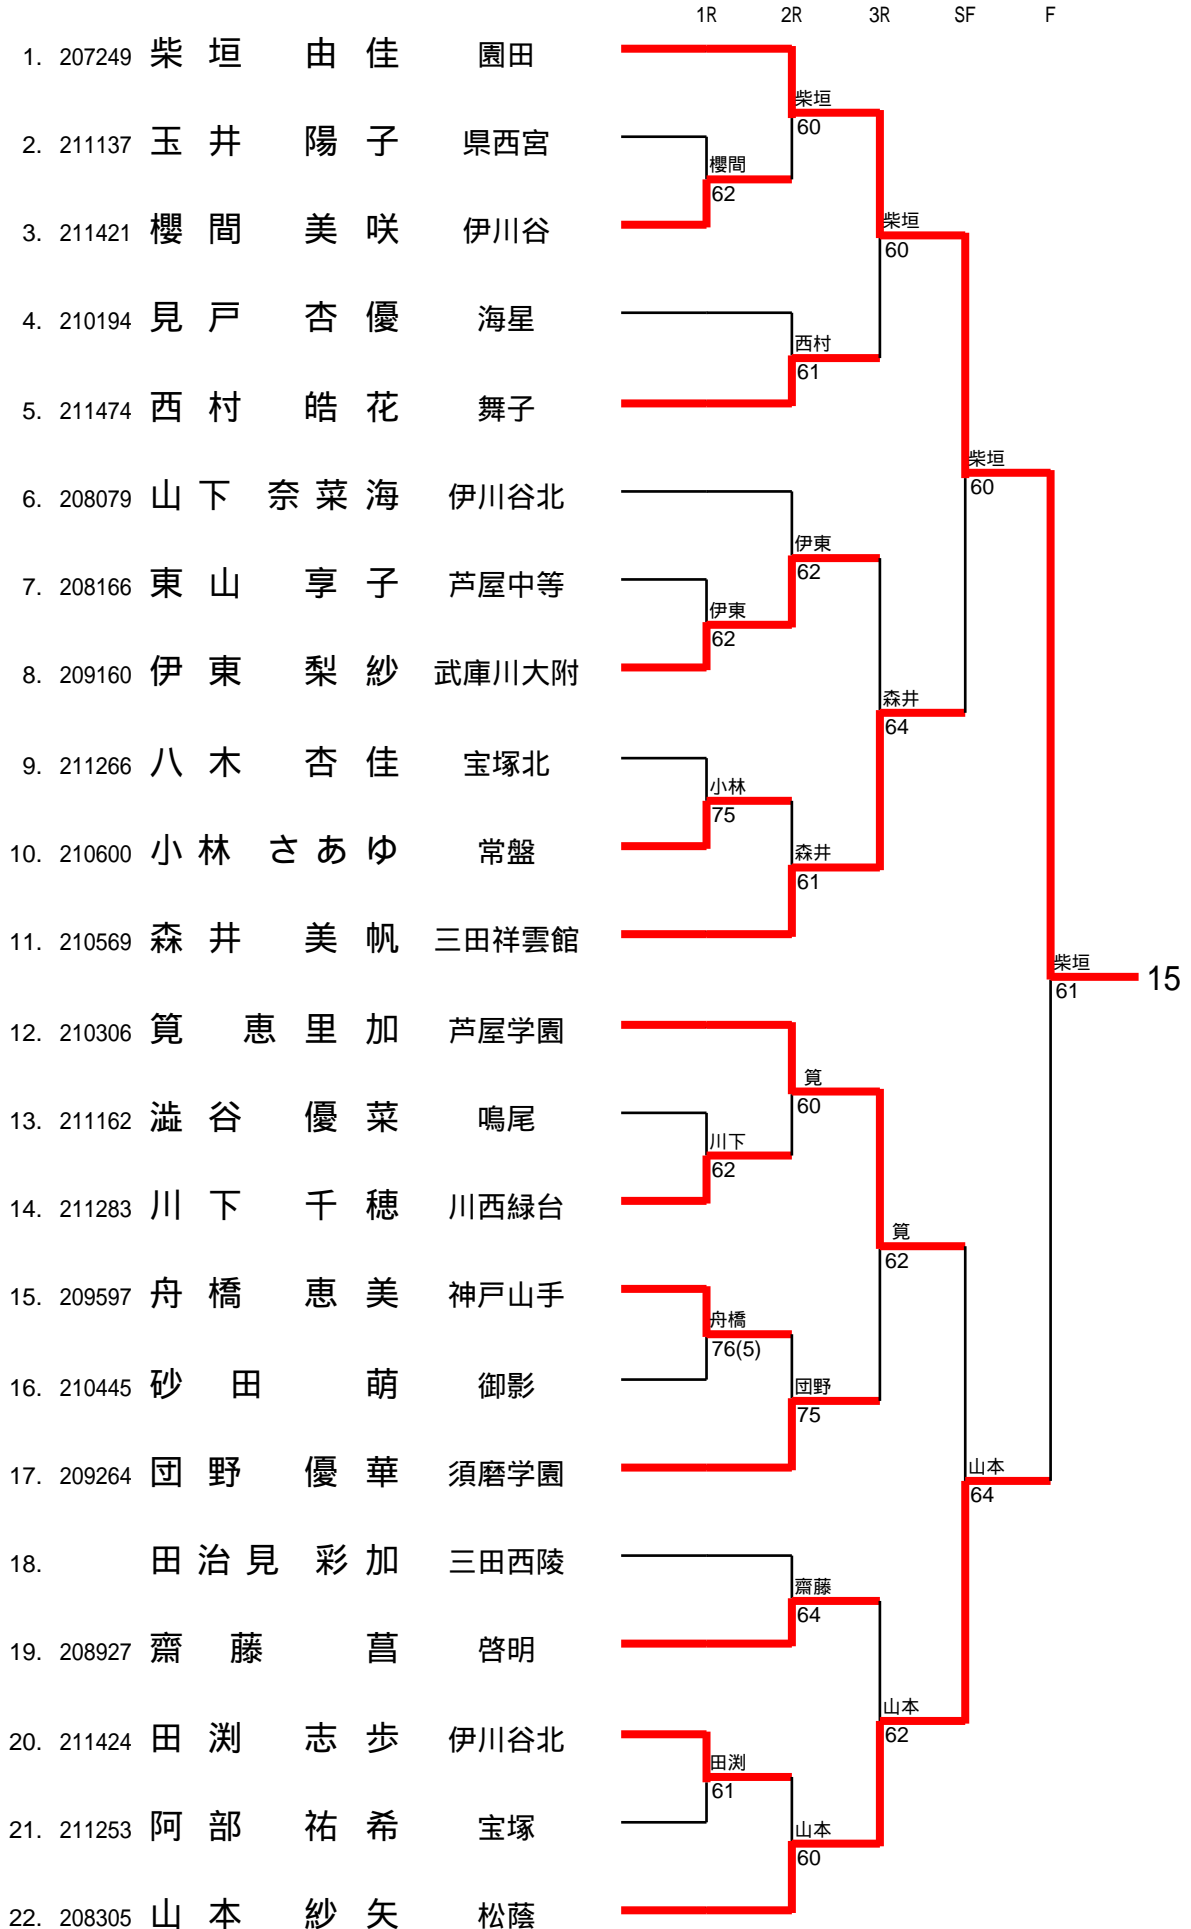 1R 2R 3R SF F
1. 207249 柴垣 由佳 園田
柴垣
60
2. 211137 玉井 陽子 県西宮
櫻間
62
3. 211421 櫻間 美咲 伊川谷
柴垣
60
4. 210194 見戸 杏優 海星
西村
61
5. 211474 西村 皓花 舞子
柴垣
60
6. 208079 山下 奈菜海 伊川谷北
伊東
62
7. 208166 東山 享子 芦屋中等
伊東
62
8. 209160 伊東 梨紗 武庫川大附
森井
64
9. 211266 八木 杏佳 宝塚北
小林
75
10. 210600 小林 さあゆ 常盤
森井
61
11. 210569 森井 美帆 三田祥雲館
柴垣
61
15
12. 210306 筧 恵里加 芦屋学園
筧
60
13. 211162 澁谷 優菜 鳴尾
川下
62
14. 211283 川下 千穂 川西緑台
筧
62
15. 209597 舟橋 恵美 神戸山手
舟橋
76(5)
16. 210445 砂田 萌 御影
団野
75
17. 209264 団野 優華 須磨学園
山本
64
18. 田治見 彩加 三田西陵
齋藤
64
19. 208927 齋藤 菖 啓明
山本
62
20. 211424 田渕 志歩 伊川谷北
田渕
61
21. 211253 阿部 祐希 宝塚
山本
60
22. 208305 山本 紗矢 松蔭